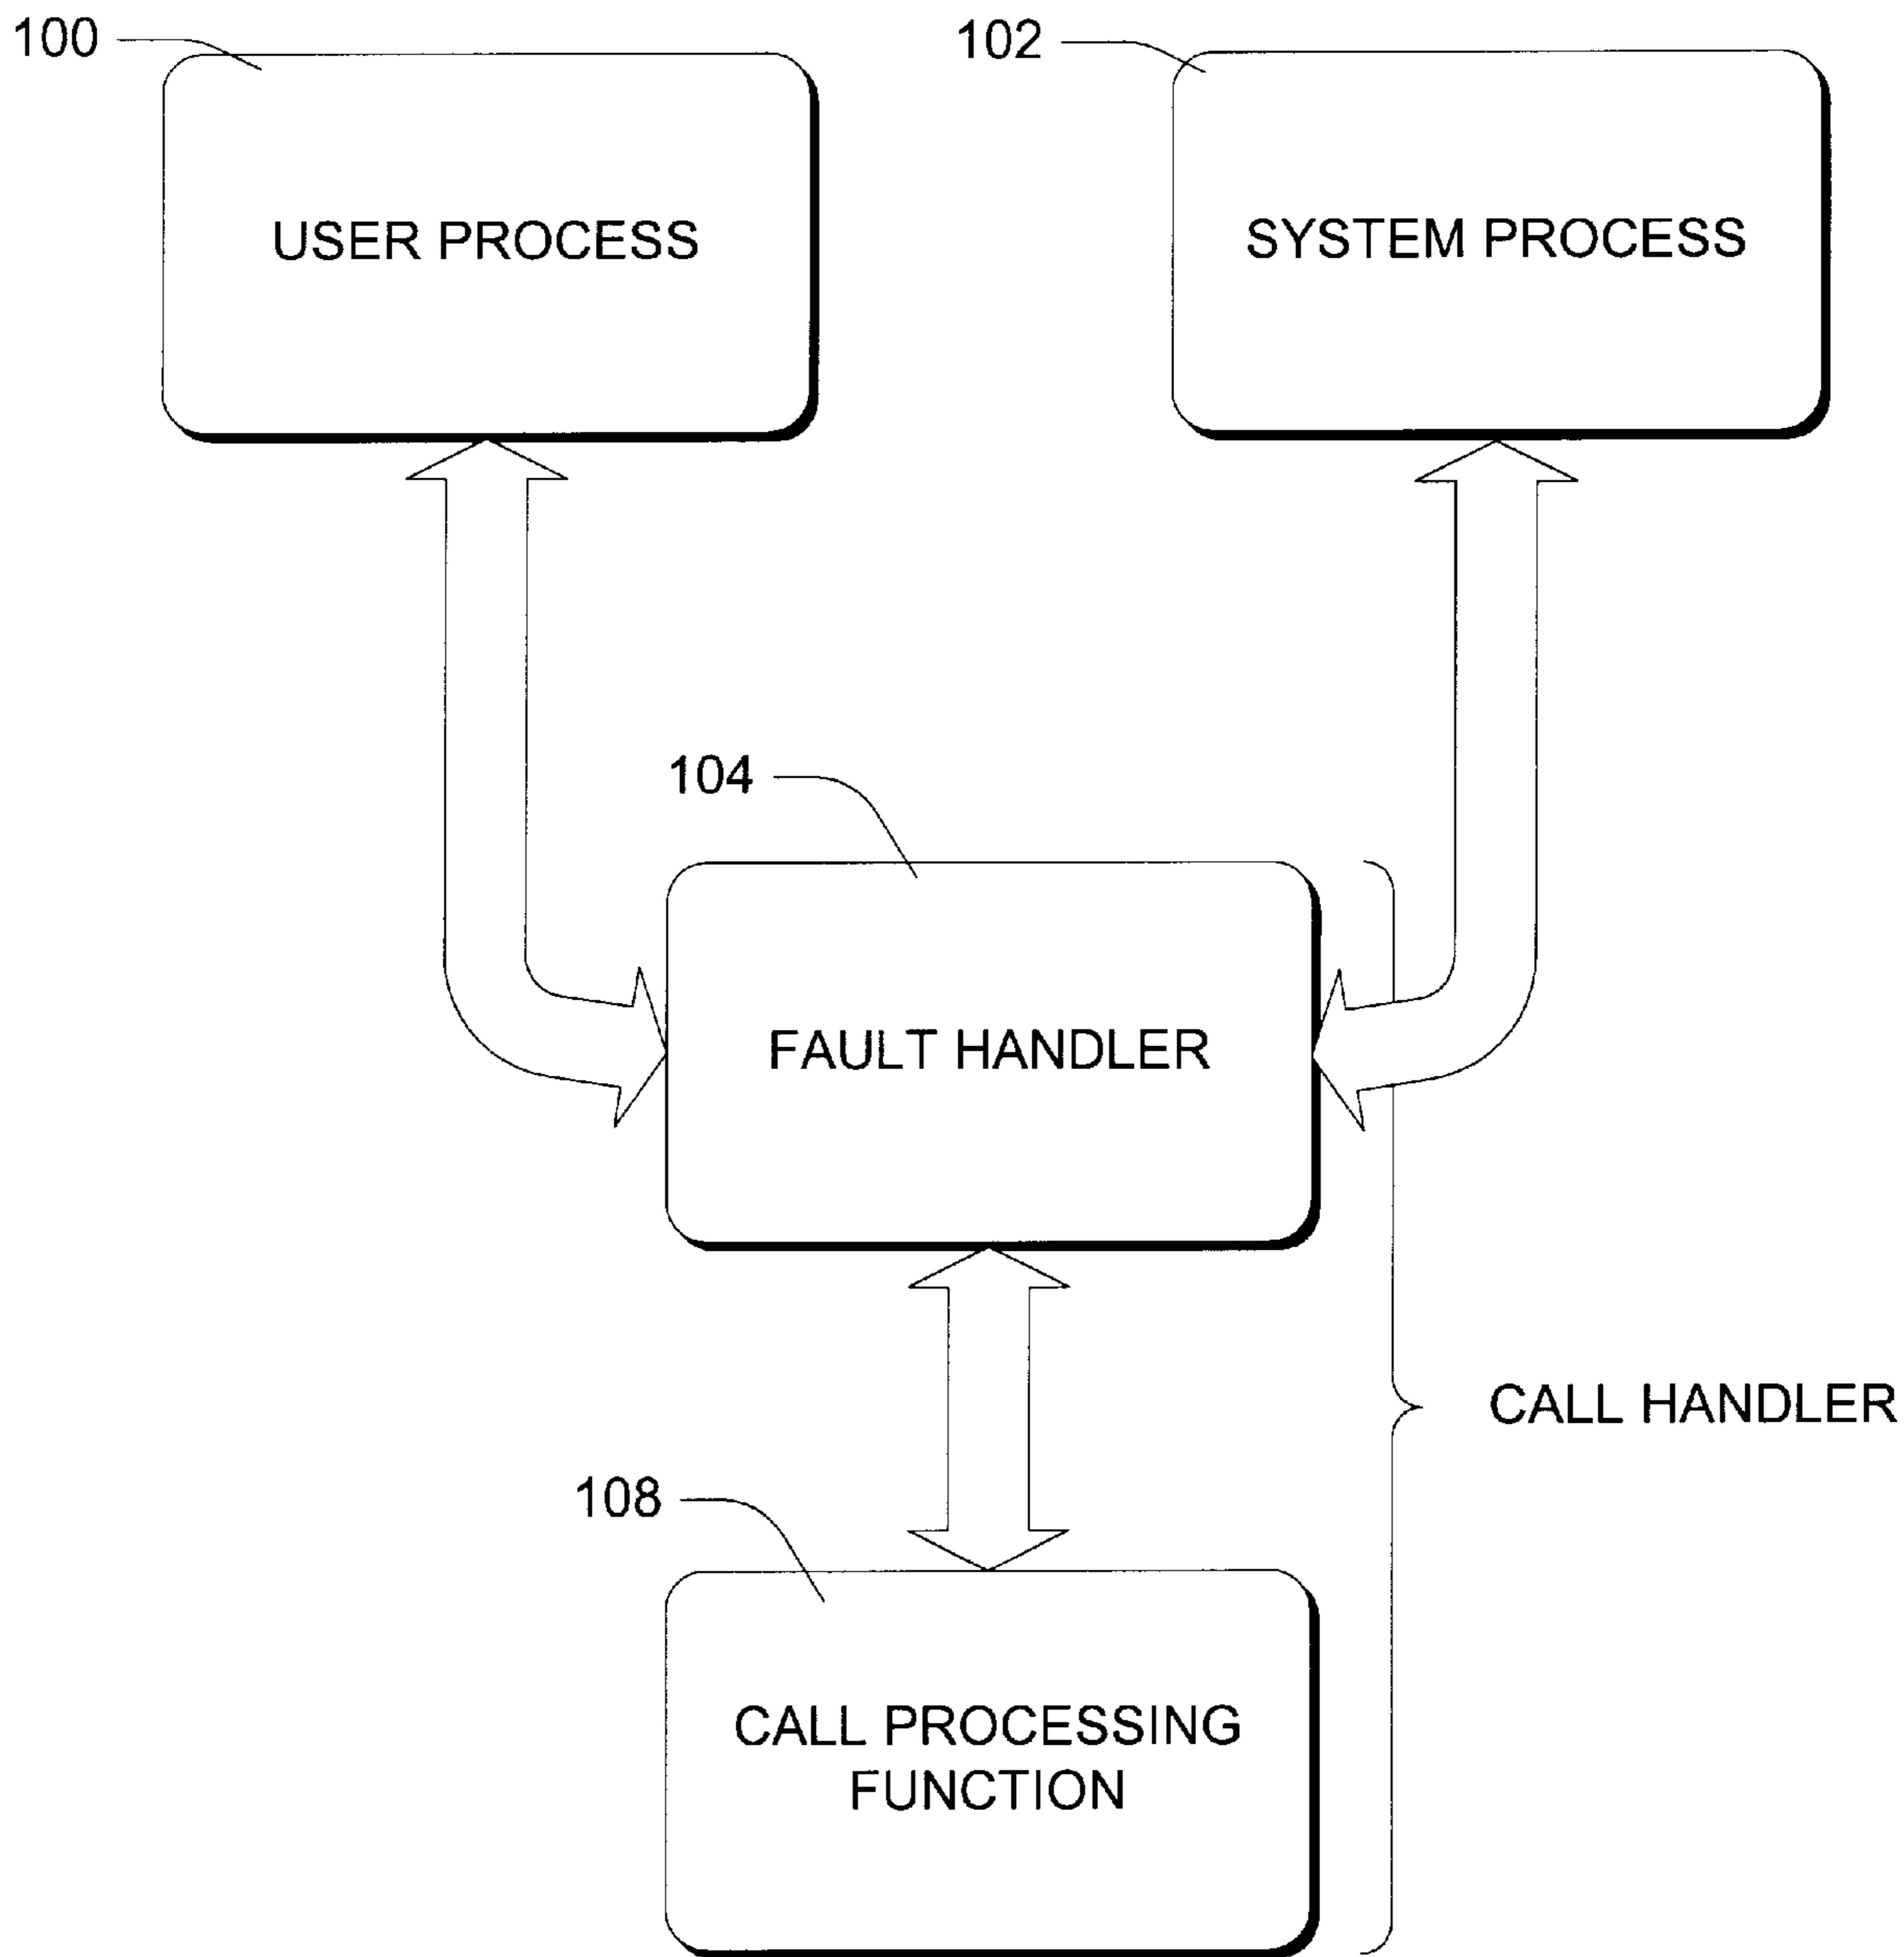 100
102
USER PROCESS
SYSTEM PROCESS
104
FAULT HANDLER
CALL HANDLER
108
CALL PROCESSING
FUNCTION